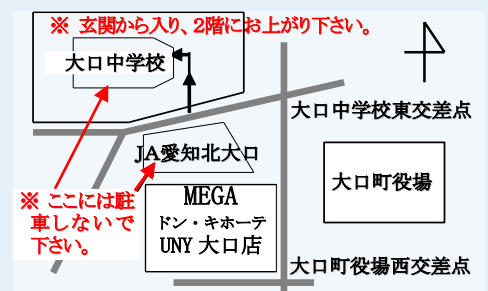 ※ 玄関から入り、2階にお上がり下さい。
大口中学校
大口中学校東交差点
JA愛知北大口
大口町役場
※ ここには駐
車しないで
下さい。
MEGA
ドン・キホーテ
UNY 大口店
大口町役場西交差点